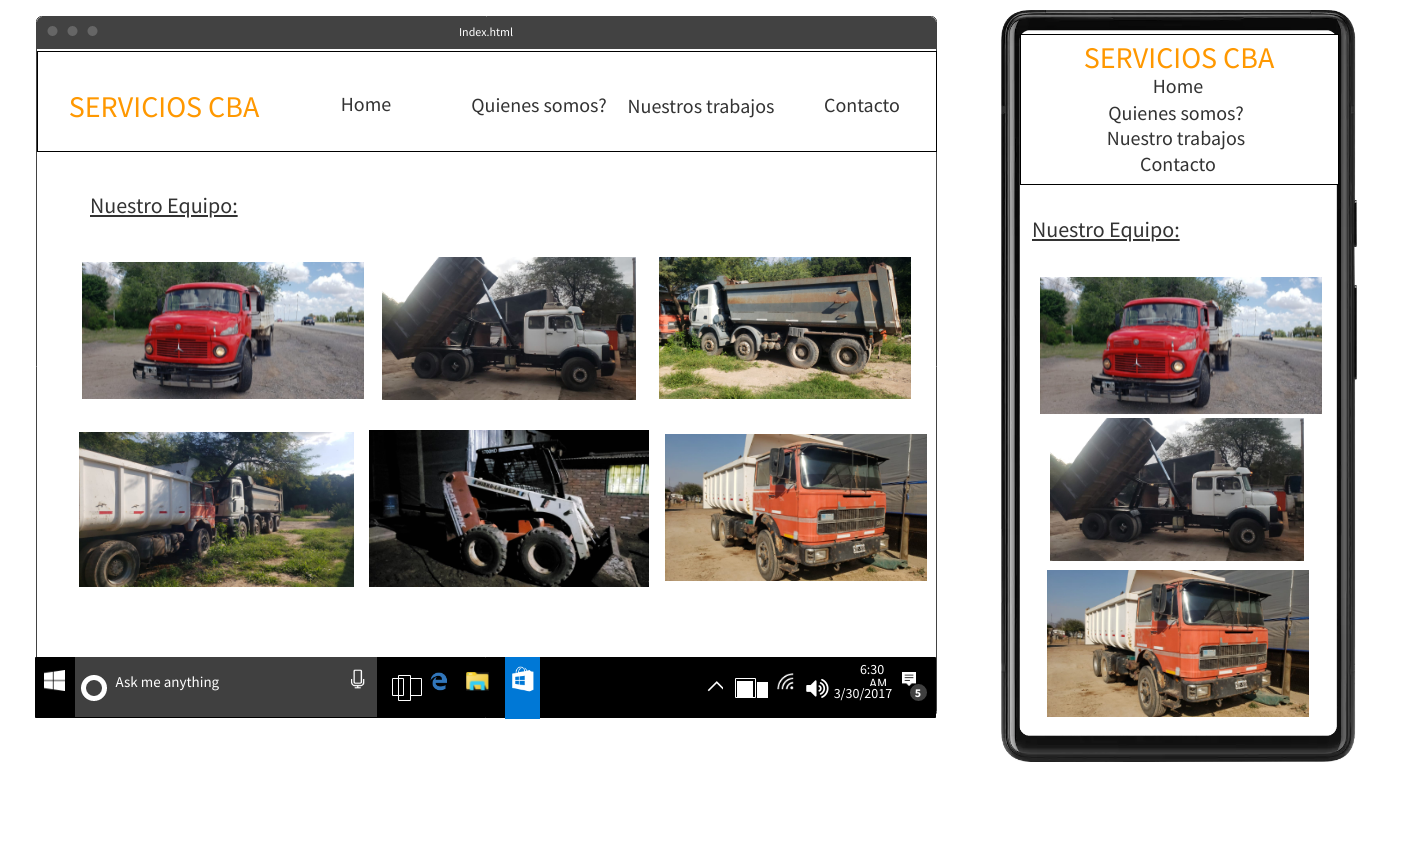 Index.html
SERVICIOS CBA
Home
Quienes somos?
Nuestros trabajos
Contacto
Nuestro Equipo:
Ask me anything
6:30
AM
3/30/2017
5
SERVICIOS CBA
Home
Quienes somos?
Nuestro trabajos
Contacto
Nuestro Equipo: